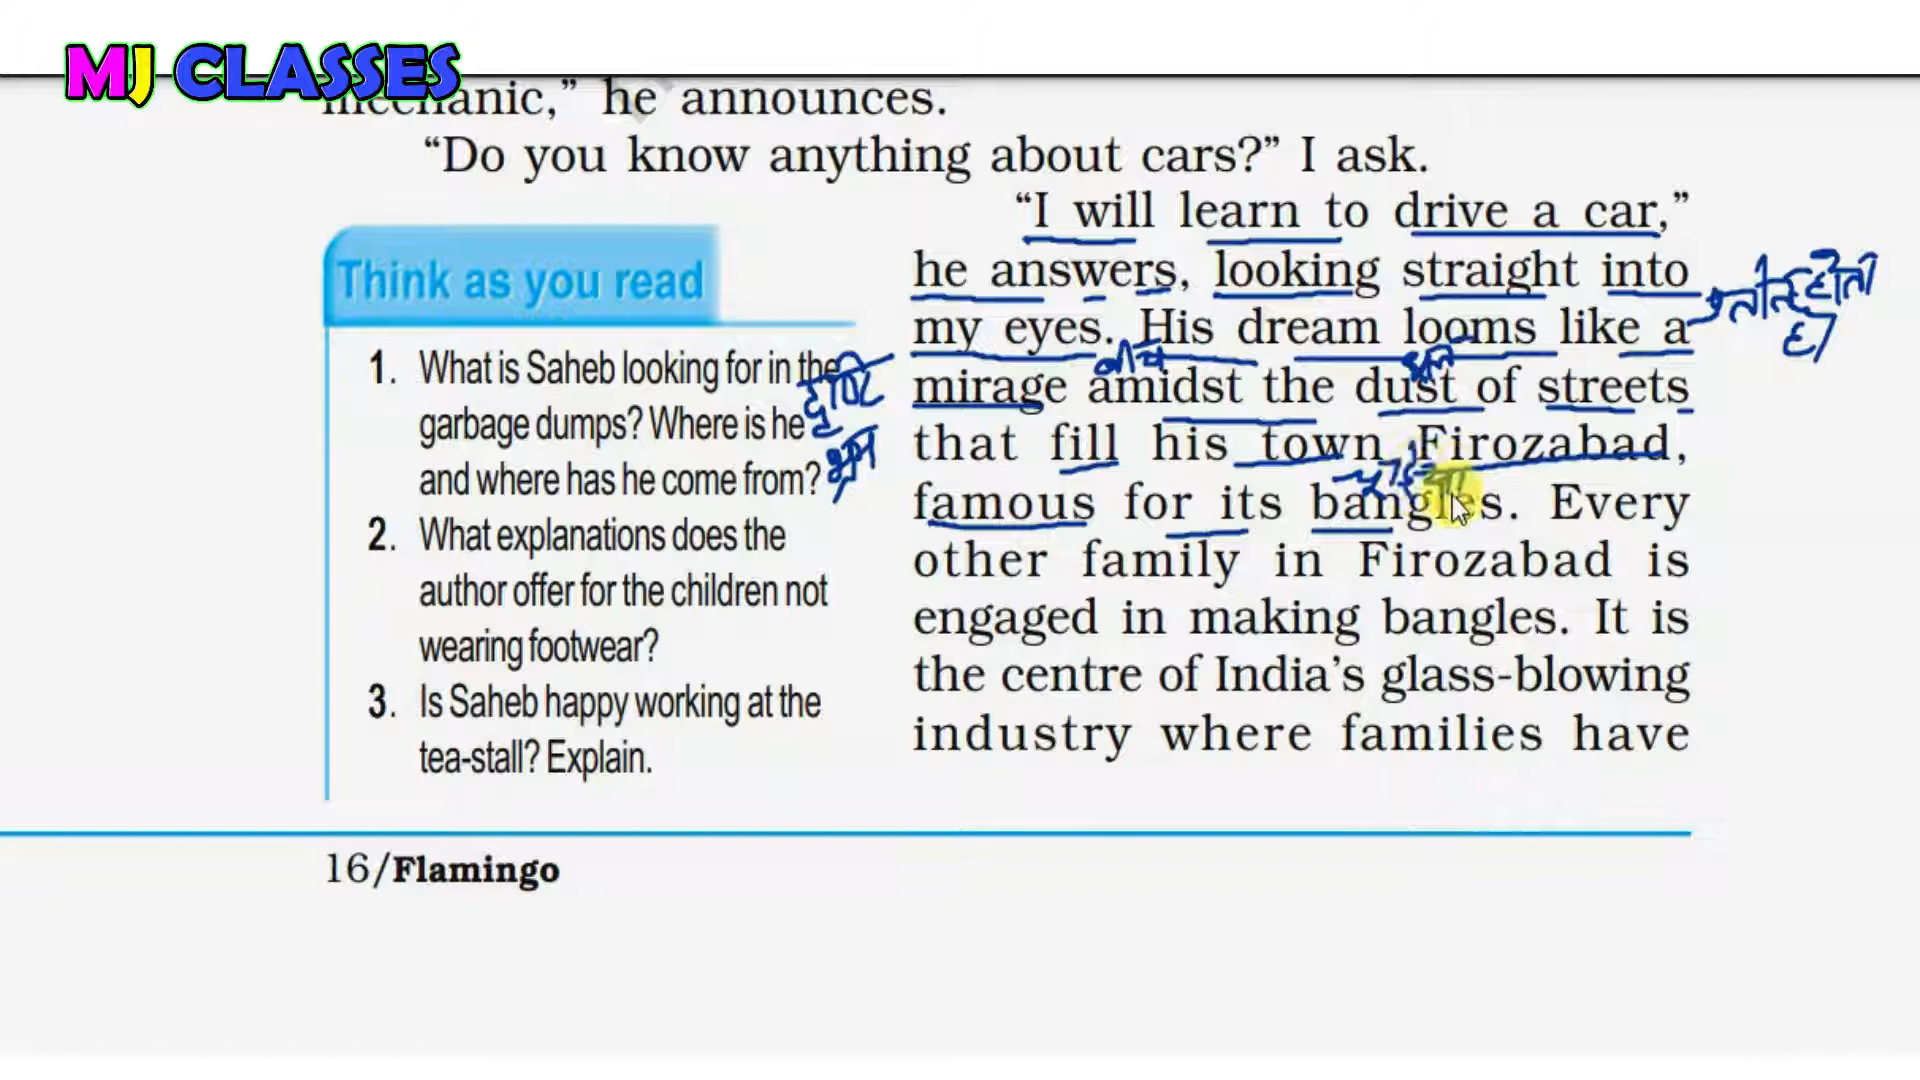 MJ CLASSES
mechanic,” he announces.
“Do you know anything about cars?” I ask.
“I will learn to drive a car,”
he answers, looking straight into
my eyes. His dream looms like a
mirage amidst the dust of streets
that fill his town Firozabad,
famous for its bangles. Every
other family in Firozabad is
engaged in making bangles. It is
the centre of India’s glass-blowing
industry where families have
Think as you read
1. What is Saheb looking for in the
garbage dumps? Where is he
and where has he come from?
2. What explanations does the
author offer for the children not
wearing footwear?
3. Is Saheb happy working at the
tea-stall? Explain.
प्रतीत होता
है
दृष्टि
भ्रम
बीच
16/Flamingo